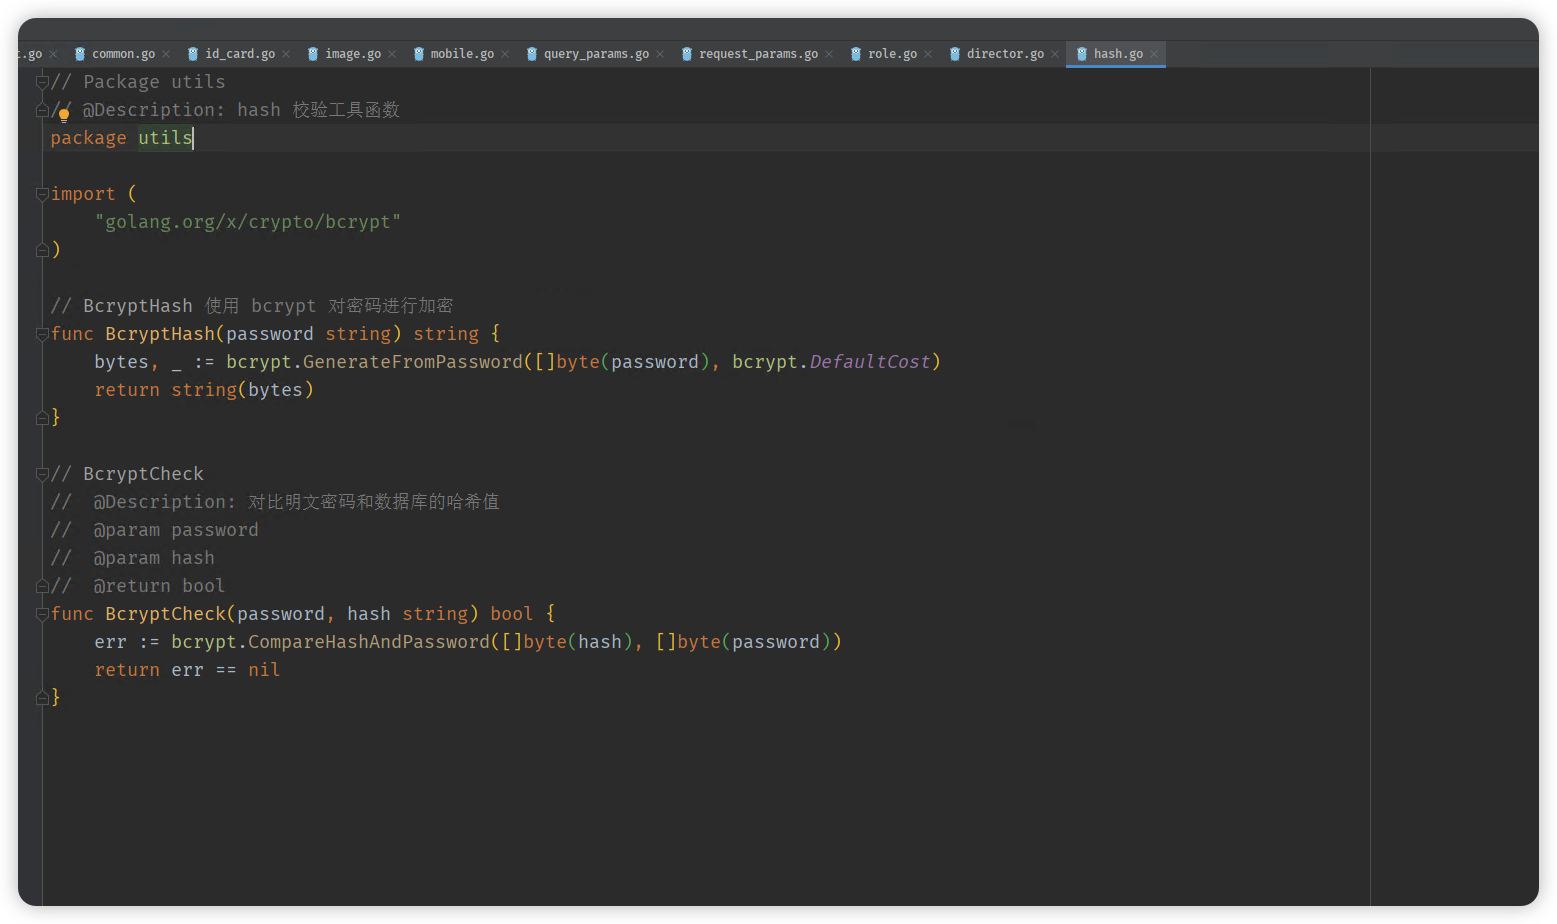 t.go common.go id_card.go image.go mobile.go query_params.go request_params.go role.go director.go hash.go
// Package utils
// @Description: hash 校验工具函数
package utils
import (
"golang.org/x/crypto/bcrypt"
)
// BcryptHash 使用 bcrypt 对密码进行加密
func BcryptHash(password string) string {
bytes, _ := bcrypt.GenerateFromPassword([]byte(password), bcrypt.DefaultCost)
return string(bytes)
}
// BcryptCheck
//  @Description: 对比明文密码和数据库的哈希值
//  @param password
//  @param hash
//  @return bool
func BcryptCheck(password, hash string) bool {
err := bcrypt.CompareHashAndPassword([]byte(hash), []byte(password))
return err == nil
}